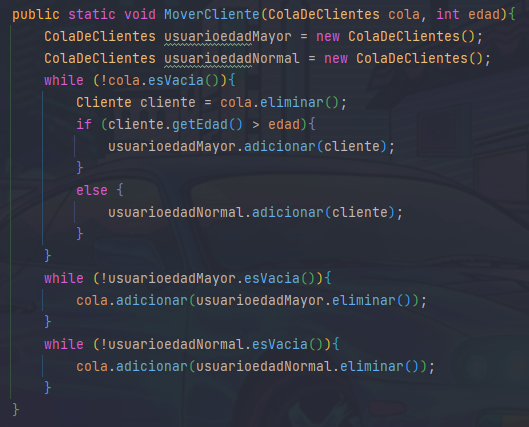 public static void MoverCliente(ColaDeClientes cola, int edad){
    ColaDeClientes usuarioedadMayor = new ColaDeClientes();
    ColaDeClientes usuarioedadNormal = new ColaDeClientes();
    while (!cola.esVacia()){
        Cliente cliente = cola.eliminar();
        if (cliente.getEdad() > edad){
            usuarioedadMayor.adicionar(cliente);
        }
        else {
            usuarioedadNormal.adicionar(cliente);
        }
    }
    while (!usuarioedadMayor.esVacia()){
        cola.adicionar(usuarioedadMayor.eliminar());
    }
    while (!usuarioedadNormal.esVacia()){
        cola.adicionar(usuarioedadNormal.eliminar());
    }
}